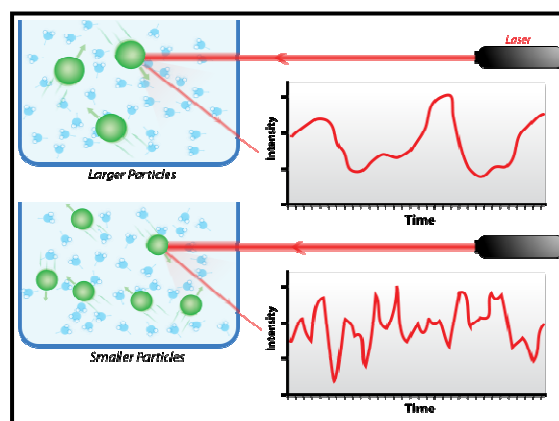 Laser
Intensity
Time
Larger Particles
Intensity
Time
Smaller Particles